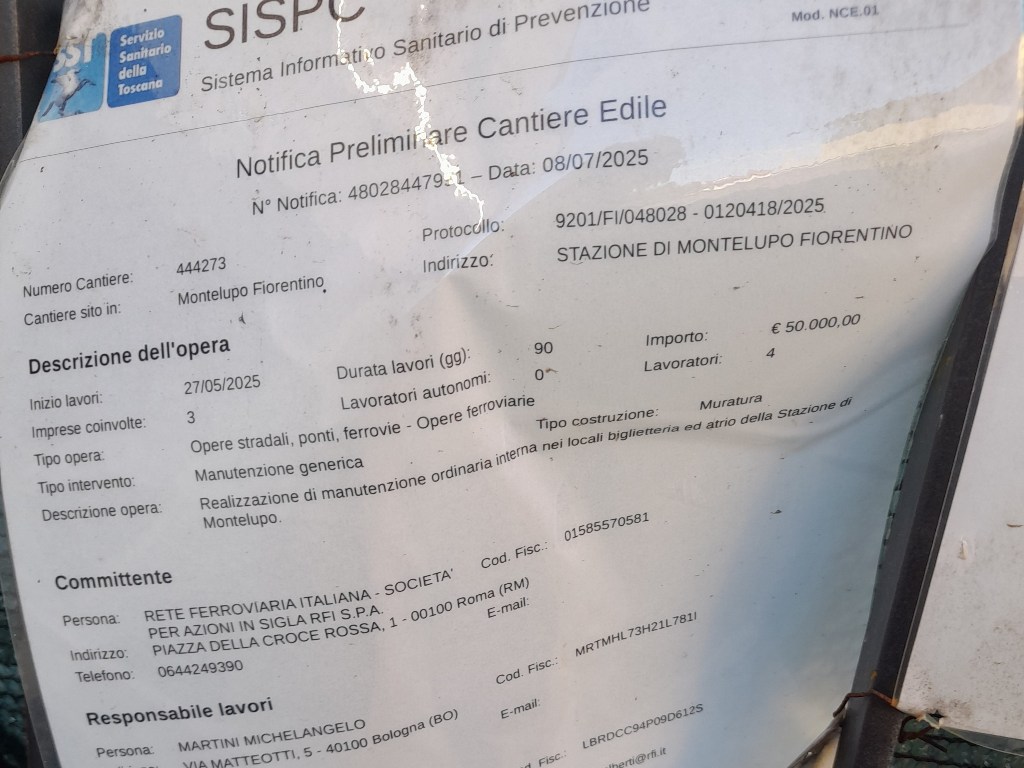 SST
Servizio
Sanitario
della
Toscana
SISPC
Sistema Informativo Sanitario di Prevenzione
Mod. NCE.01
Notifica Preliminare Cantiere Edile
N° Notifica: – Data: 08/07/2025
Protocollo: 9201/FI/048028 - 0120418/2025
Numero Cantiere: 444273
Indirizzo: STAZIONE DI MONTELUPO FIORENTINO
Cantiere sito in: Montelupo Fiorentino
Descrizione dell'opera
Inizio lavori: 27/05/2025 Durata lavori (gg): 90 Importo: € 50.000,00
Imprese coinvolte: 3 Lavoratori autonomi: 0 Lavoratori: 4
Tipo opera: Opere stradali, ponti, ferrovie - Opere ferroviarie
Tipo intervento: Manutenzione generica Tipo costruzione: Muratura
Descrizione opera: Realizzazione di manutenzione ordinaria interna nei locali biglietteria ed atrio della Stazione di
Montelupo.
Committente
Persona: RETE FERROVIARIA ITALIANA - SOCIETA' Cod. Fisc.: 01585570581
PER AZIONI IN SIGLA RFI S.P.A.
Indirizzo: PIAZZA DELLA CROCE ROSSA, 1 - 00100 Roma (RM)
Telefono: 0644249390 E-mail:
Responsabile lavori
Persona: MARTINI MICHELANGELO Cod. Fisc.: MRTMHL73H21L781I
VIA MATTEOTTI, 5 - 40100 Bologna (BO)
E-mail:
Fisc.: LBRDCC94P09D612S
lberti@rfi.it